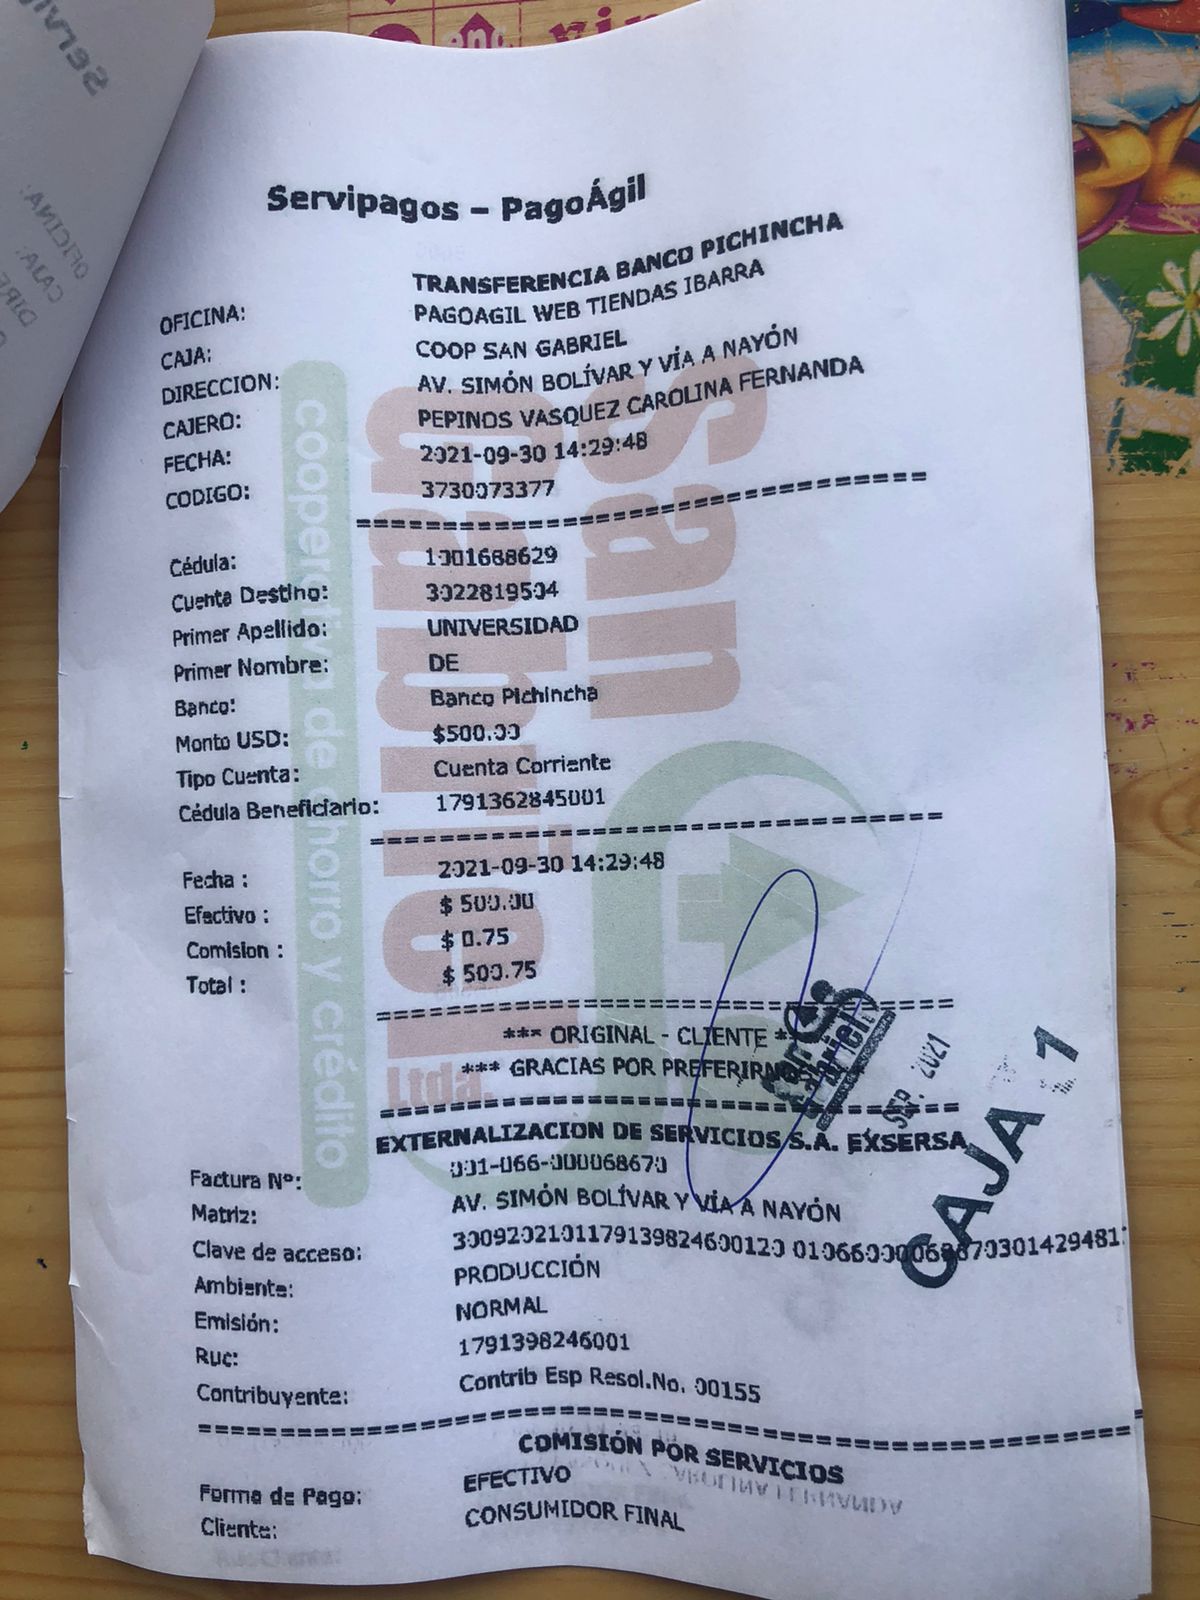 Servipagos – PagoÁgil
TRANSFERENCIA BANCO PICHINCHA
OFICINA: PAGOAGIL WEB TIENDAS IBARRA
CAJA: COOP SAN GABRIEL
DIRECCION: AV. SIMÓN BOLÍVAR Y VÍA A NAYÓN
CAJERO: PEPINOS VASQUEZ CAROLINA FERNANDA
FECHA: 2021-09-30 14:29:48
CODIGO: 3730073377
==========================================
Cédula: 1001688629
Cuenta Destino: 3022819504
Primer Apellido: UNIVERSIDAD
Primer Nombre: DE
Banco: Banco Pichincha
Monto USD: $500.00
Tipo Cuenta: Cuenta Corriente
Cédula Beneficiario: 1791362845001
==========================================
Fecha : 2021-09-30 14:29:48
Efectivo : $ 500.00
Comision : $ 0.75
Total : $ 500.75
==========================================
*** ORIGINAL - CLIENTE *
*** GRACIAS POR
==========================================
EXTERNALIZACION DE SERVICIOS S.A. EXSERSA
Factura Nº: 001-066-000068670
Matriz: AV. SIMÓN BOLÍVAR Y VÍA A NAYÓN
Clave de acceso:
Ambiente: PRODUCCIÓN
Emisión: NORMAL
Ruc: 1791398246001
Contribuyente: Contrib Esp Resol.No. 00155
==========================================
COMISIÓN POR SERVICIOS
Forma de Pago: EFECTIVO
Cliente: CONSUMIDOR FINAL
San Gabriel Ltda.
cooperativa de ahorro y crédito
San Gabriel
SEP. 2021
CAJA 1